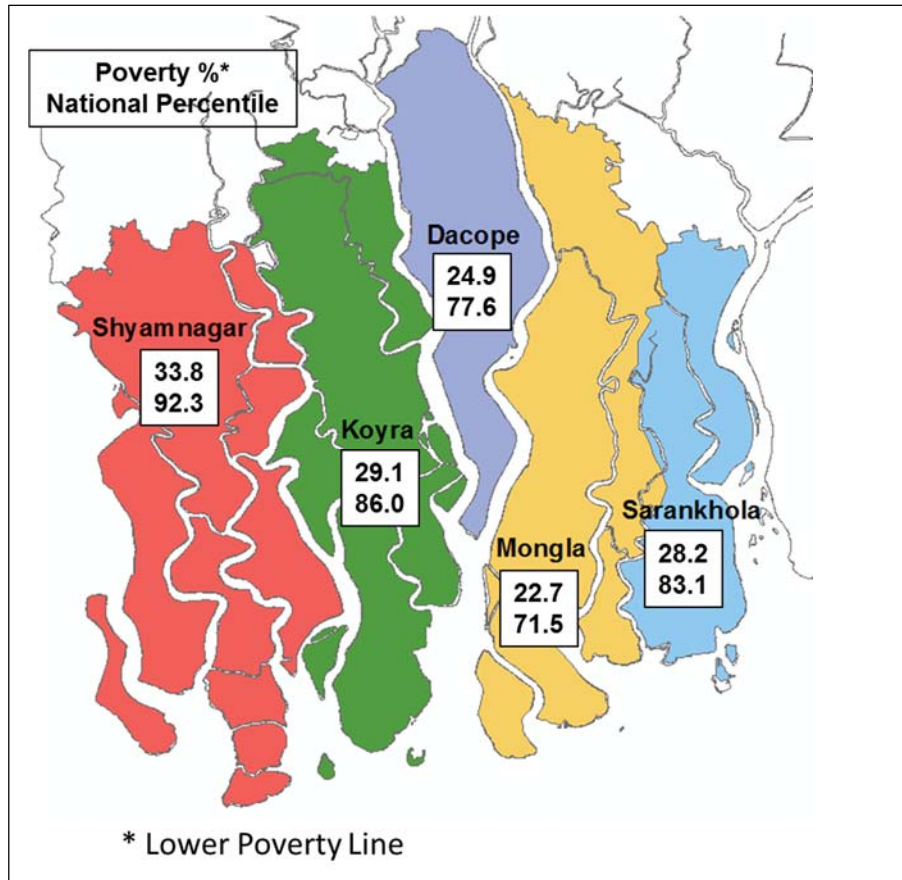 Poverty %*
National Percentile
Dacope
24.9
77.6
Shyamnagar
33.8
92.3
Koyra
29.1
86.0
Sarankhola
28.2
83.1
Mongla
22.7
71.5
* Lower Poverty Line